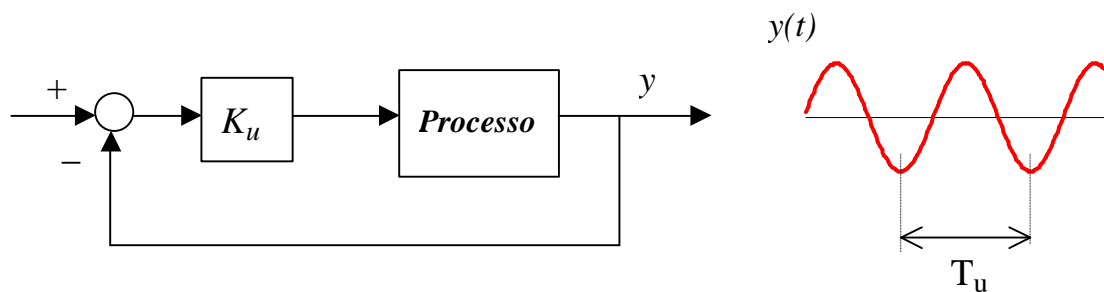 y(t)
+
y
K_u
Processo
−
T_u